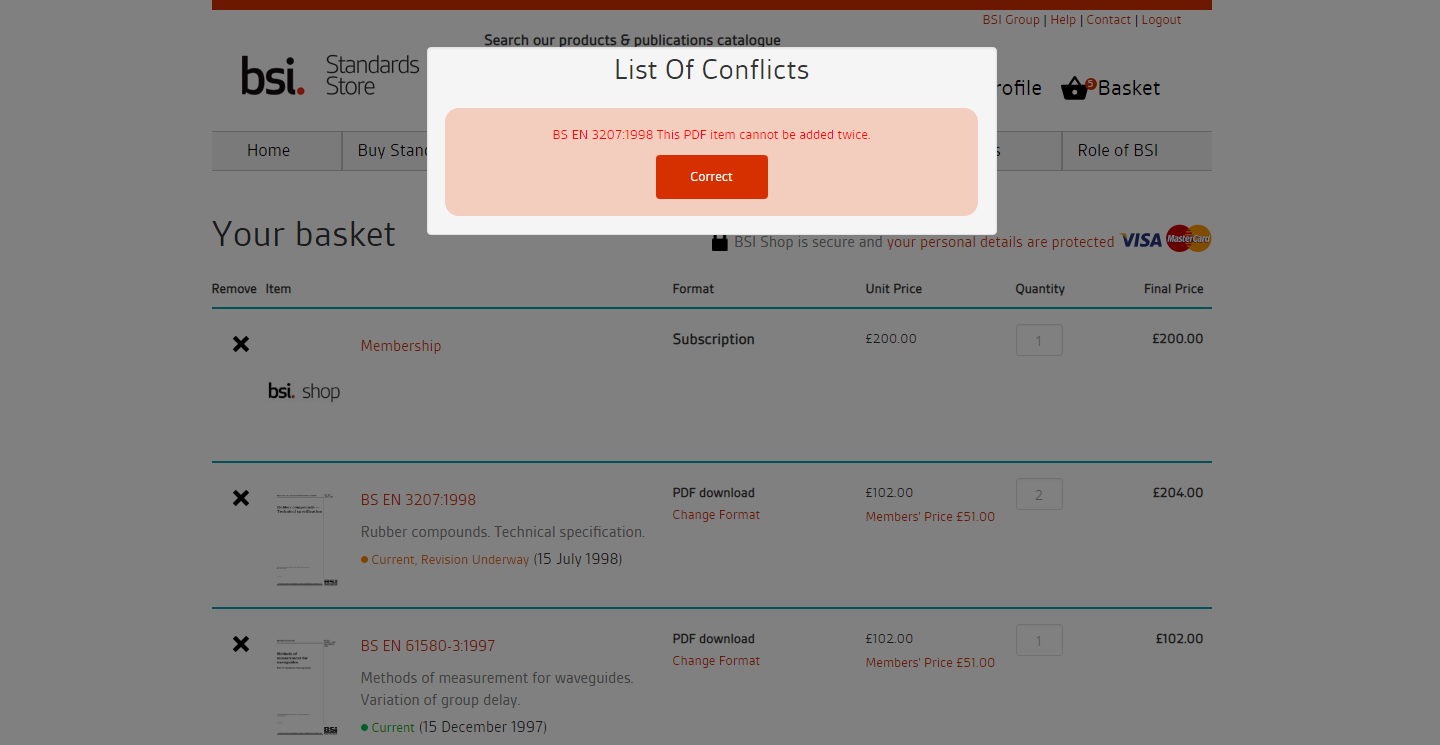 BSI Group | Help | Contact | Logout
Search our products & publications catalogue
bsi.
Standards
Store
List Of Conflicts
rofile
5
Basket
BS EN 3207:1998 This PDF item cannot be added twice.
Correct
Home
Buy Stan
s
Role of BSI
Your basket
BSI Shop is secure and your personal details are protected
VISA
MasterCard
Remove Item Format Unit Price Quantity Final Price
Membership Subscription £200.00 1 £200.00
bsi. shop
BS EN 3207:1998 PDF download £102.00 2 £204.00
Change Format Members' Price £51.00
Rubber compounds. Technical specification.
Current, Revision Underway (15 July 1998)
BSI
BS EN 61580-3:1997 PDF download £102.00 1 £102.00
Change Format Members' Price £51.00
Methods of measurement for waveguides.
Variation of group delay.
Current (15 December 1997)
BSI